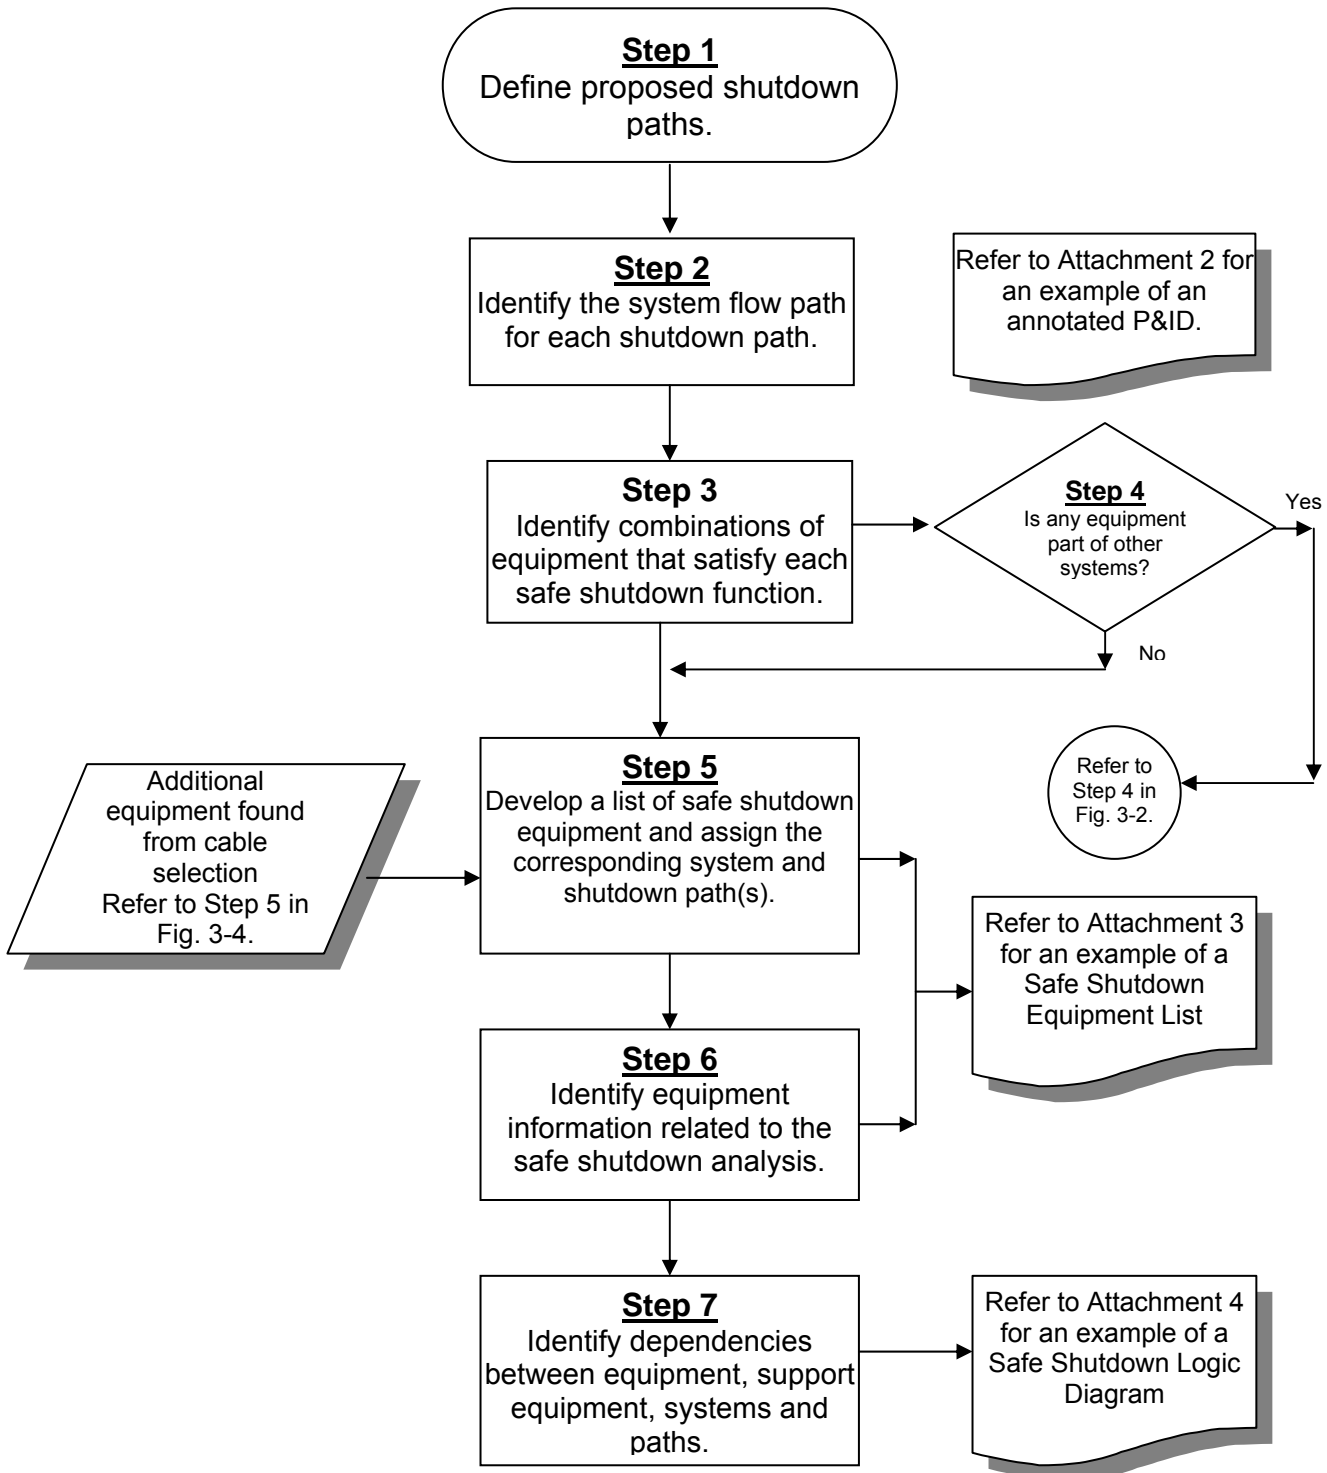 Step 1
Define proposed shutdown
paths.
Step 2
Identify the system flow path
for each shutdown path.
Refer to Attachment 2 for
an example of an
annotated P&ID.
Step 3
Identify combinations of
equipment that satisfy each
safe shutdown function.
Step 4
Is any equipment
part of other
systems?
Yes
No
Refer to
Step 4 in
Fig. 3-2.
Additional
equipment found
from cable
selection
Refer to Step 5 in
Fig. 3-4.
Step 5
Develop a list of safe shutdown
equipment and assign the
corresponding system and
shutdown path(s).
Refer to Attachment 3
for an example of a
Safe Shutdown
Equipment List
Step 6
Identify equipment
information related to the
safe shutdown analysis.
Step 7
Identify dependencies
between equipment, support
equipment, systems and
paths.
Refer to Attachment 4
for an example of a
Safe Shutdown Logic
Diagram